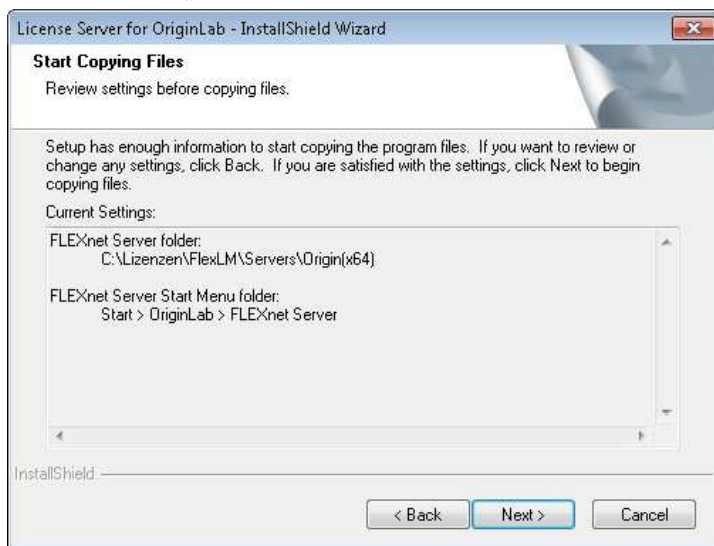 License Server for OriginLab - InstallShield Wizard
Start Copying Files
Review settings before copying files.
Setup has enough information to start copying the program files. If you want to review or
change any settings, click Back. If you are satisfied with the settings, click Next to begin
copying files.
Current Settings:
FLEXnet Server folder:
C:\Lizenzen\FlexLM\Servers\Origin(x64)
FLEXnet Server Start Menu folder:
Start > OriginLab > FLEXnet Server
InstallShield
< Back
Next >
Cancel